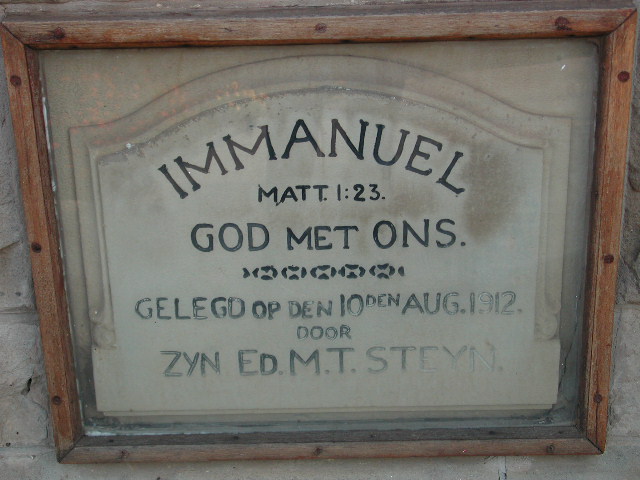 IMMANUEL
MATT. 1:23.
GOD MET ONS.
GELEGD OP DEN 10DEN AUG. 1912.
DOOR
ZYN ED. M.T. STEYN.